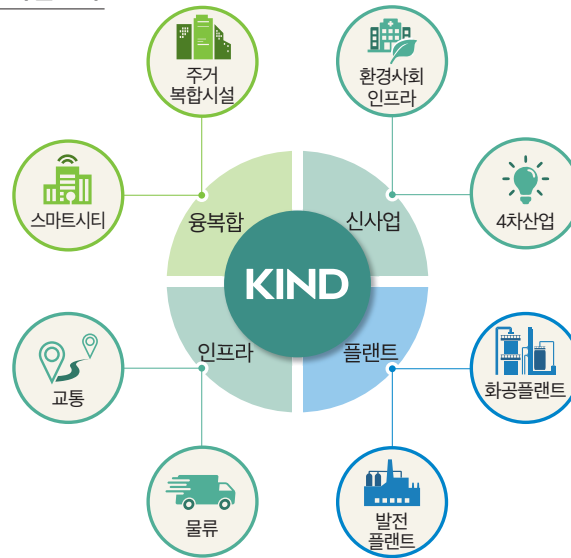 주거
복합시설
환경사회
인프라
스마트시티
4차산업
융복합
신사업
KIND
인프라
플랜트
교통
화공플랜트
물류
발전
플랜트